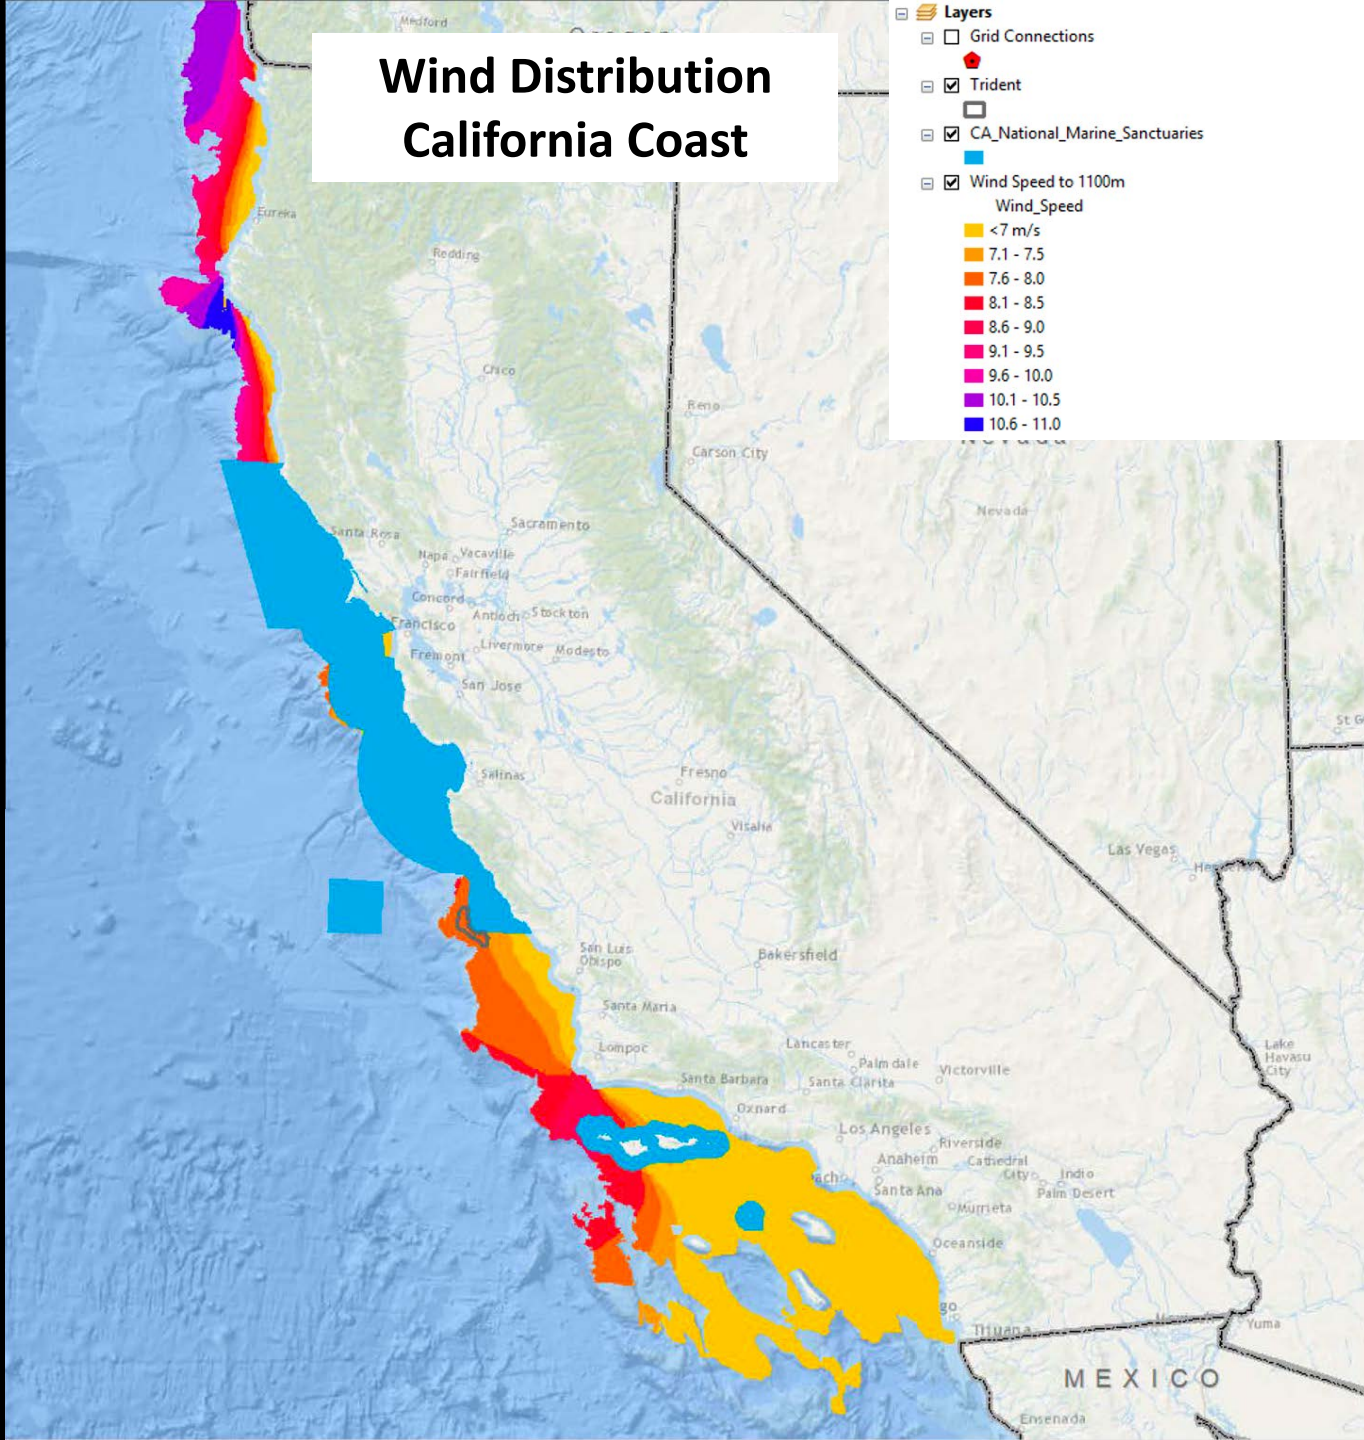 Wind Distribution
California Coast
Layers
Grid Connections
Trident
CA_National_Marine_Sanctuaries
Wind Speed to 1100m
Wind_Speed
<7 m/s
7.1 - 7.5
7.6 - 8.0
8.1 - 8.5
8.6 - 9.0
9.1 - 9.5
9.6 - 10.0
10.1 - 10.5
10.6 - 11.0
Medford
Eureka
Redding
Chico
Reno
Carson City
Nevada
Nevada
Santa Rosa
Sacramento
Napa
Vacaville
Fairfield
Concord
Antioch
Stockton
Francisco
Livermore
Modesto
Fremont
San Jose
St G
Salinas
Fresno
California
Visalia
Las Vegas
San Luis
Obispo
Bakersfield
Santa Maria
Lompoc
Lancaster
Palmdale
Victorville
Lake
Havasu
City
Santa Barbara
Santa Clarita
Oxnard
Los Angeles
Riverside
Anaheim
Cathedral
City
Indio
ach
Santa Ana
Palm Desert
Murrieta
Oceanside
go
Tijuana
Yuma
MEXICO
Ensenada